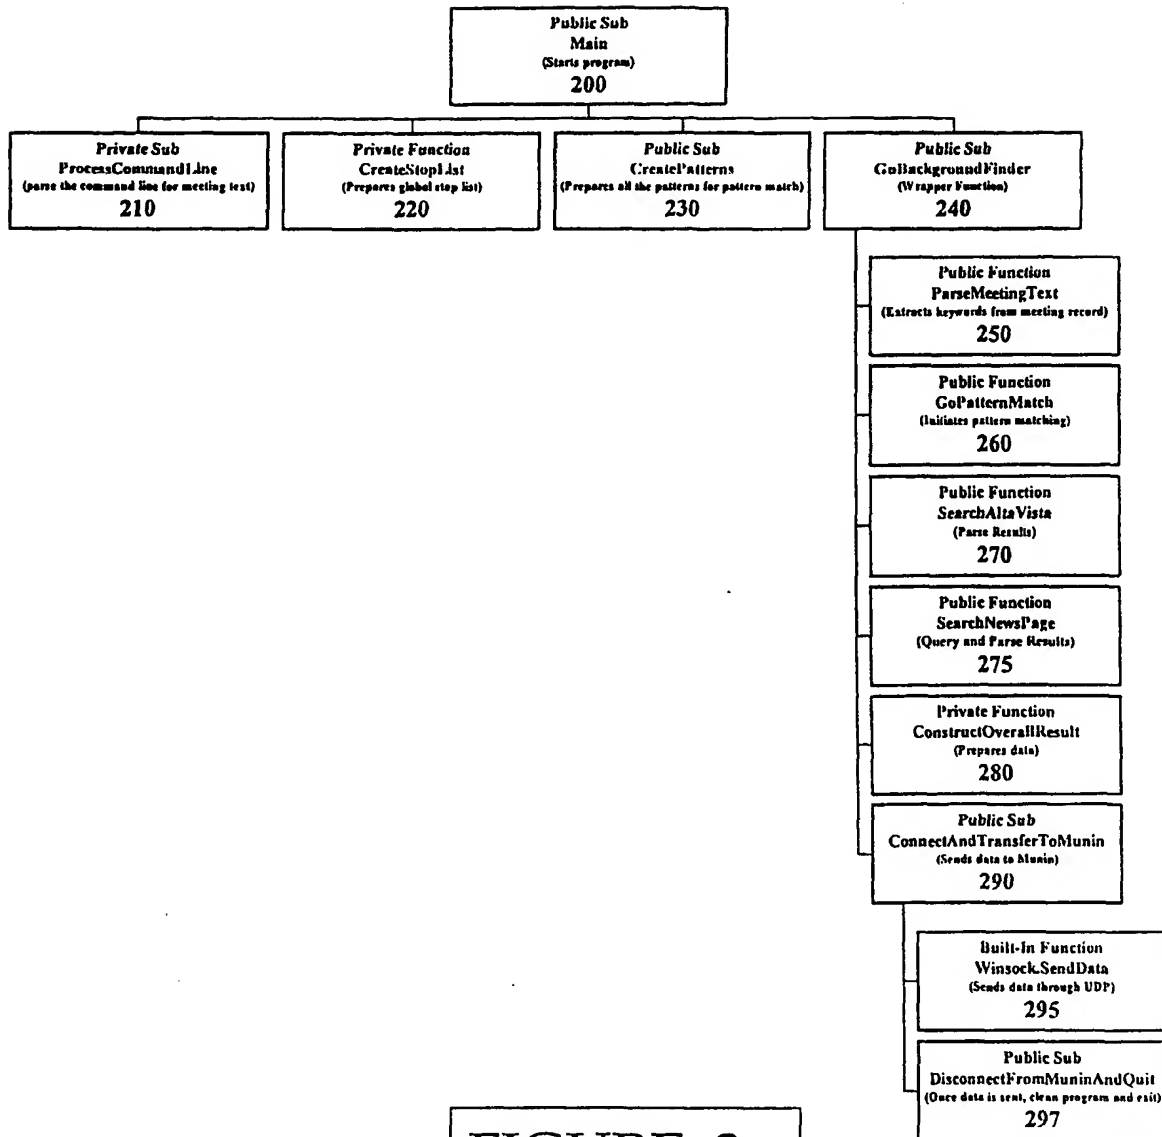 Public Sub
Main
(Starts program)
200
Private Sub
ProcessCommandLine
(parse the command line for meeting text)
210
Private Function
CreateStopList
(Prepares global stop list)
220
Public Sub
CreatePatterns
(Prepares all the patterns for pattern match)
230
Public Sub
GoBackgroundFinder
(Wrapper Function)
240
Public Function
ParseMeetingText
(Extracts keywords from meeting record)
250
Public Function
GoPatternMatch
(Initiates pattern matching)
260
Public Function
SearchAltaVista
(Parse Results)
270
Public Function
SearchNewsPage
(Query and Parse Results)
275
Private Function
ConstructOverallResult
(Prepares data)
280
Public Sub
ConnectAndTransferToMunin
(Sends data to Munin)
290
Built-In Function
Winsock.SendData
(Sends data through UDP)
295
Public Sub
DisconnectFromMuninAndQuit
(Once data is sent, clean program and exit)
297
FIGURE